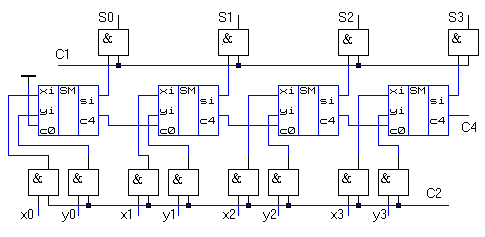 S0 S1 S2 S3
& & & &
C1
xi SM xi SM xi SM xi SM
si si si si
yi yi yi yi
c4 c4 c4 c4
c0 c0 c0 c0
C4
& & & & & & & &
C2
x0 y0 x1 y1 x2 y2 x3 y3